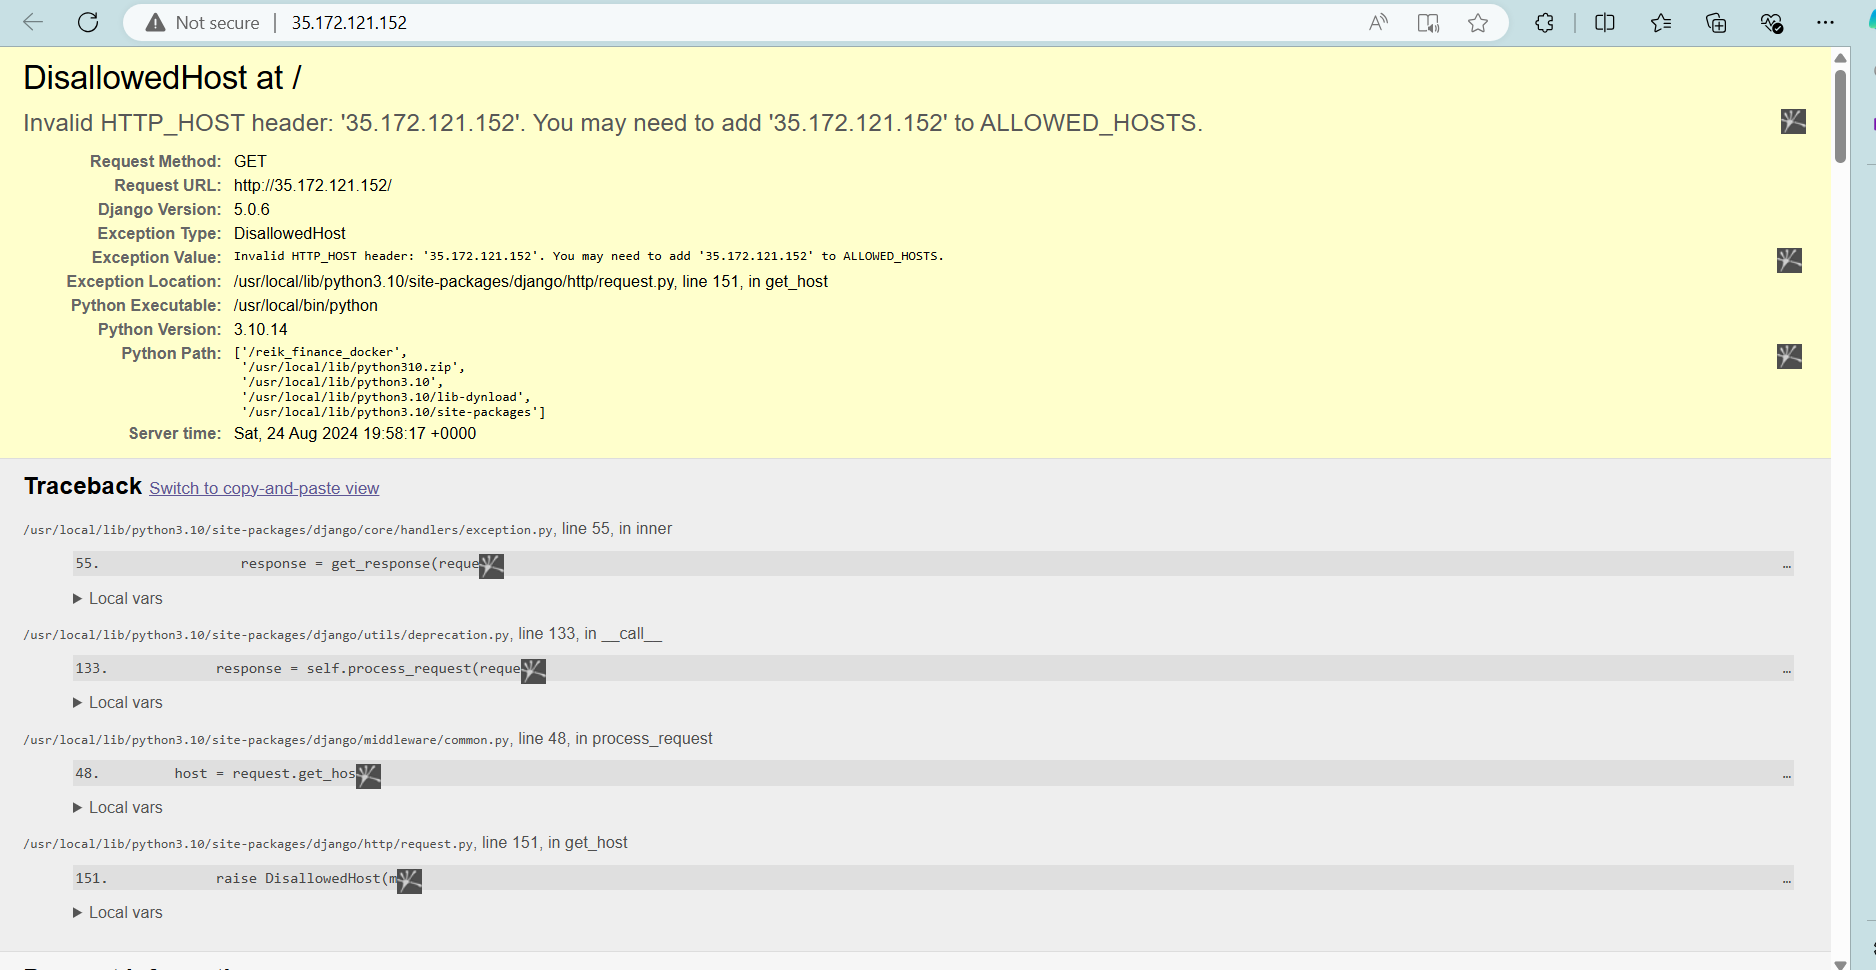 Not secure | 35.172.121.152
DisallowedHost at /
Invalid HTTP_HOST header: '35.172.121.152'. You may need to add '35.172.121.152' to ALLOWED_HOSTS.
Request Method: GET
Request URL: http://35.172.121.152/
Django Version: 5.0.6
Exception Type: DisallowedHost
Exception Value: Invalid HTTP_HOST header: '35.172.121.152'. You may need to add '35.172.121.152' to ALLOWED_HOSTS.
Exception Location: /usr/local/lib/python3.10/site-packages/django/http/request.py, line 151, in get_host
Python Executable: /usr/local/bin/python
Python Version: 3.10.14
Python Path: ['/reik_finance_docker',
'/usr/local/lib/python310.zip',
'/usr/local/lib/python3.10',
'/usr/local/lib/python3.10/lib-dynload',
'/usr/local/lib/python3.10/site-packages']
Server time: Sat, 24 Aug 2024 19:58:17 +0000
Traceback Switch to copy-and-paste view
/usr/local/lib/python3.10/site-packages/django/core/handlers/exception.py, line 55, in inner
55. response = get_response(reque …
▶ Local vars
/usr/local/lib/python3.10/site-packages/django/utils/deprecation.py, line 133, in __call__
133. response = self.process_request(reque …
▶ Local vars
/usr/local/lib/python3.10/site-packages/django/middleware/common.py, line 48, in process_request
48. host = request.get_hos …
▶ Local vars
/usr/local/lib/python3.10/site-packages/django/http/request.py, line 151, in get_host
151. raise DisallowedHost(m …
▶ Local vars